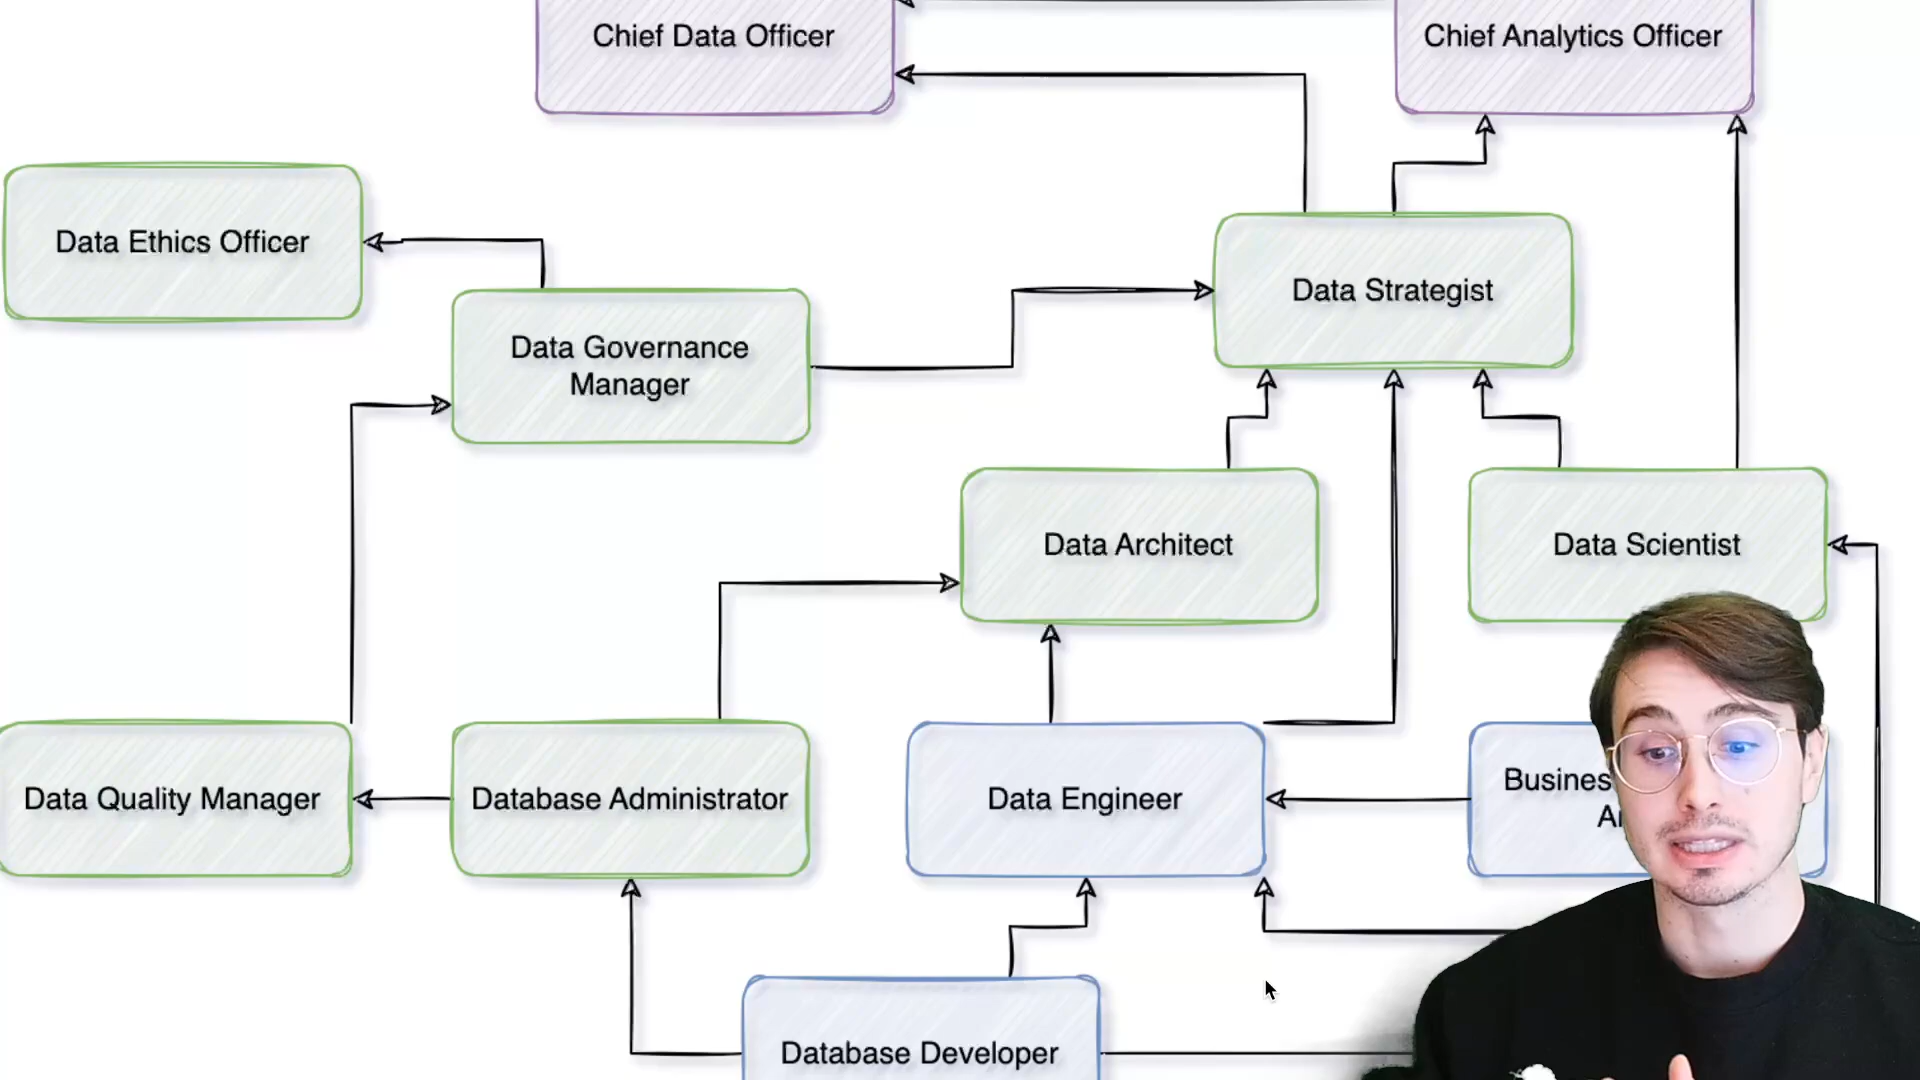 Chief Data Officer
Chief Analytics Officer
Data Ethics Officer
Data Strategist
Data Governance
Manager
Data Architect
Data Scientist
Data Quality Manager
Database Administrator
Data Engineer
Database Developer